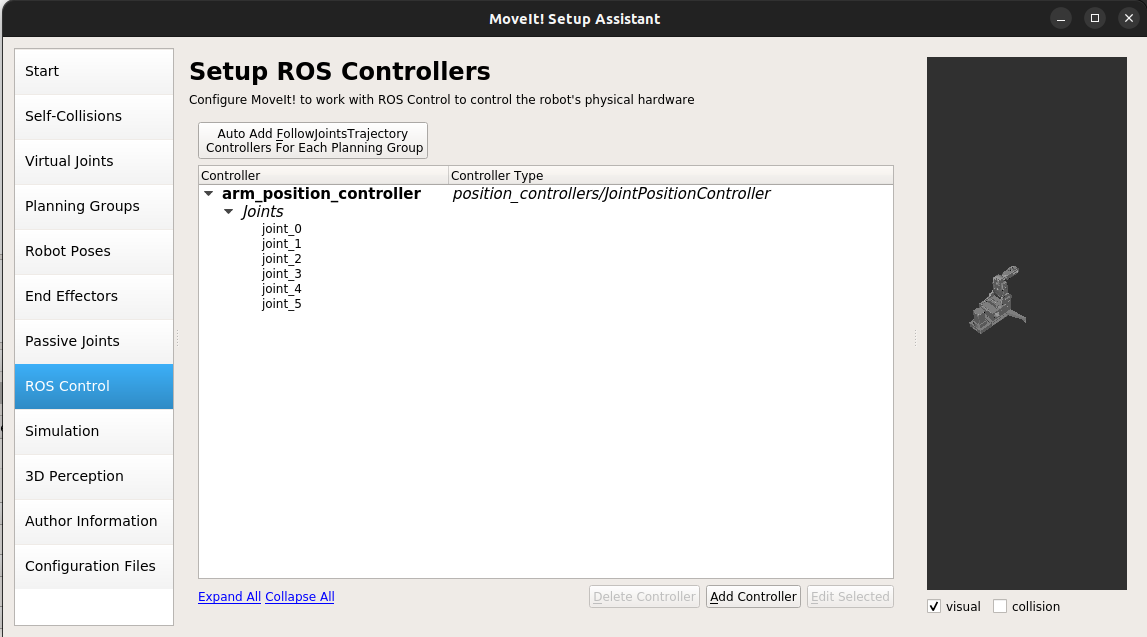 MoveIt! Setup Assistant
Start
Self-Collisions
Virtual Joints
Planning Groups
Robot Poses
End Effectors
Passive Joints
ROS Control
Simulation
3D Perception
Author Information
Configuration Files
Setup ROS Controllers
Configure MoveIt! to work with ROS Control to control the robot's physical hardware
Auto Add FollowJointsTrajectory
Controllers For Each Planning Group
Controller Controller Type
arm_position_controller position_controllers/JointPositionController
Joints
joint_0
joint_1
joint_2
joint_3
joint_4
joint_5
Expand All Collapse All Delete Controller Add Controller Edit Selected
visual collision